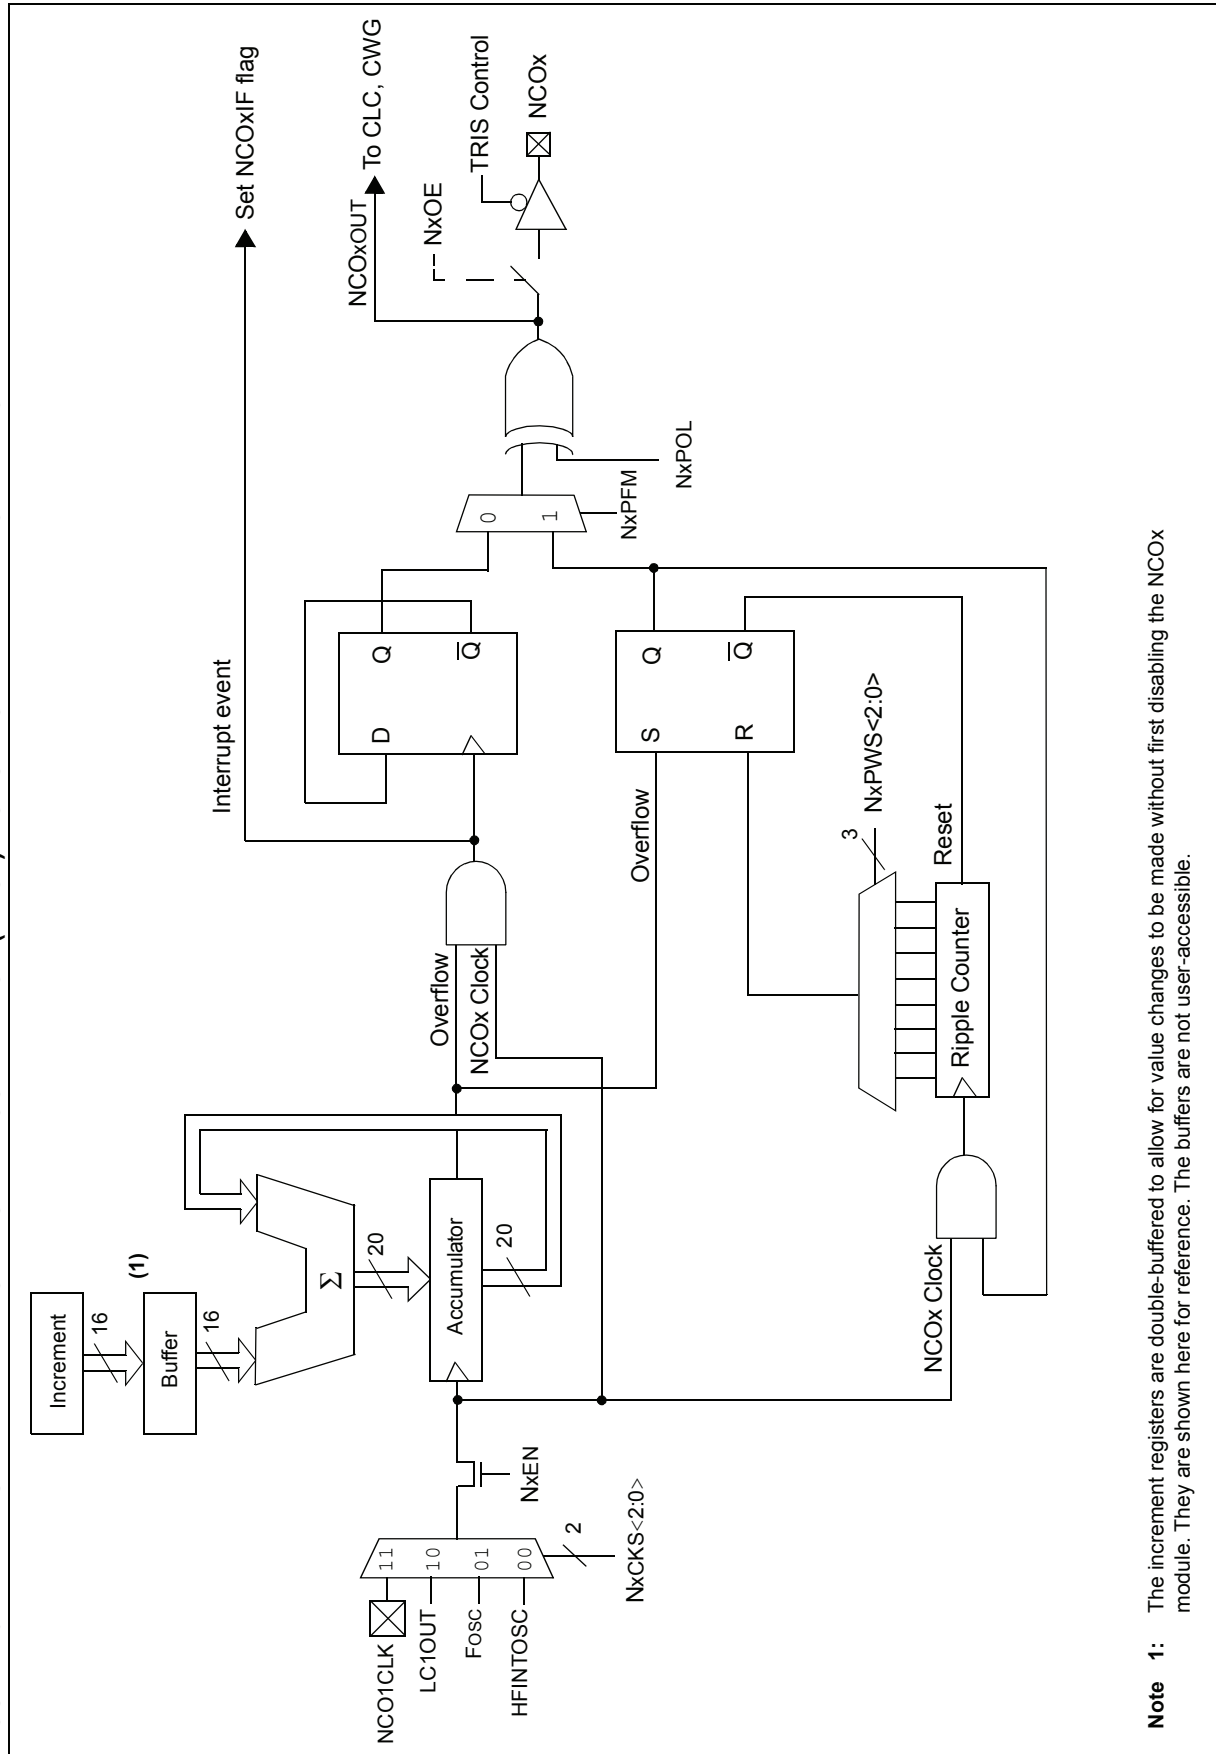 Increment
16
Buffer
(1)
16
Σ
20
Accumulator
20
NCO1CLK
LC1OUT
FOSC
HFINTOSC
11
10
01
00
2
NxCKS<2:0>
NxEN
Overflow
NCOx Clock
Interrupt event
Set NCOxIF flag
D
Q
Q
Overflow
S
Q
R
Q
0
1
NxPFM
NxPOL
NCOxOUT
To CLC, CWG
NxOE
TRIS Control
NCOx
NxPWS<2:0>
3
Ripple Counter
Reset
NCOx Clock
Note 1: The increment registers are double-buffered to allow for value changes to be made without first disabling the NCOx
module. They are shown here for reference. The buffers are not user-accessible.